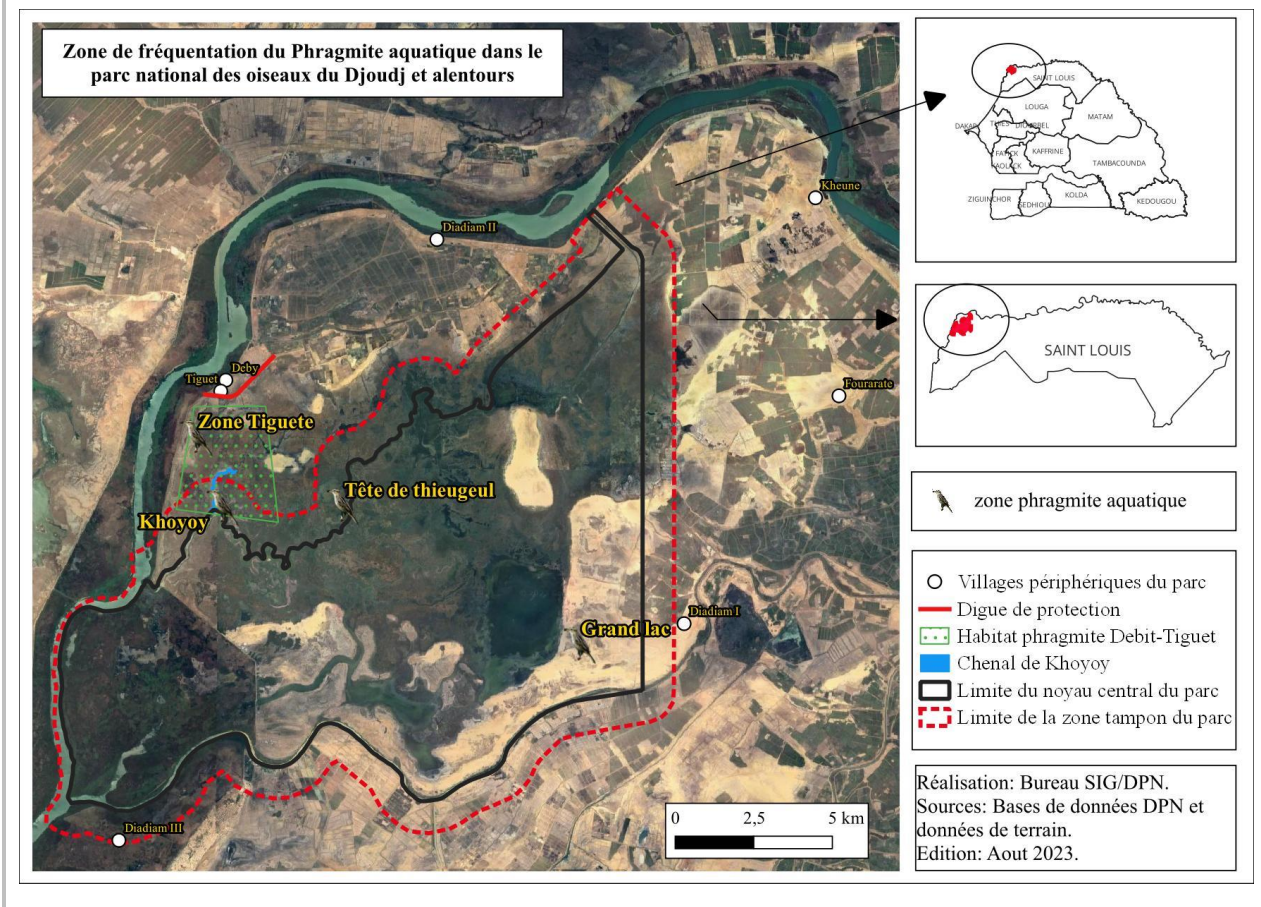 Zone de fréquentation du Phragmite aquatique dans le
parc national des oiseaux du Djoudj et alentours
Kheune
Diadiam II
Fourarate
Deby
Tiguet
Zone Tiguete
Tête de thieugeul
Khoyoy
Grand lac
Diadiam I
Diadiam III
0 2,5 5 km
SAINT LOUIS
LOUGA
MATAM
DAKAR
KAFFRINE
TAMBACOUNDA
ZIGUINCHOR
KOLDA
KEDOUGOU
SAINT LOUIS
zone phragmite aquatique
Villages périphériques du parc
Digue de protection
Habitat phragmite Debit-Tiguet
Chenal de Khoyoy
Limite du noyau central du parc
Limite de la zone tampon du parc
Réalisation: Bureau SIG/DPN.
Sources: Bases de données DPN et
données de terrain.
Edition: Aout 2023.